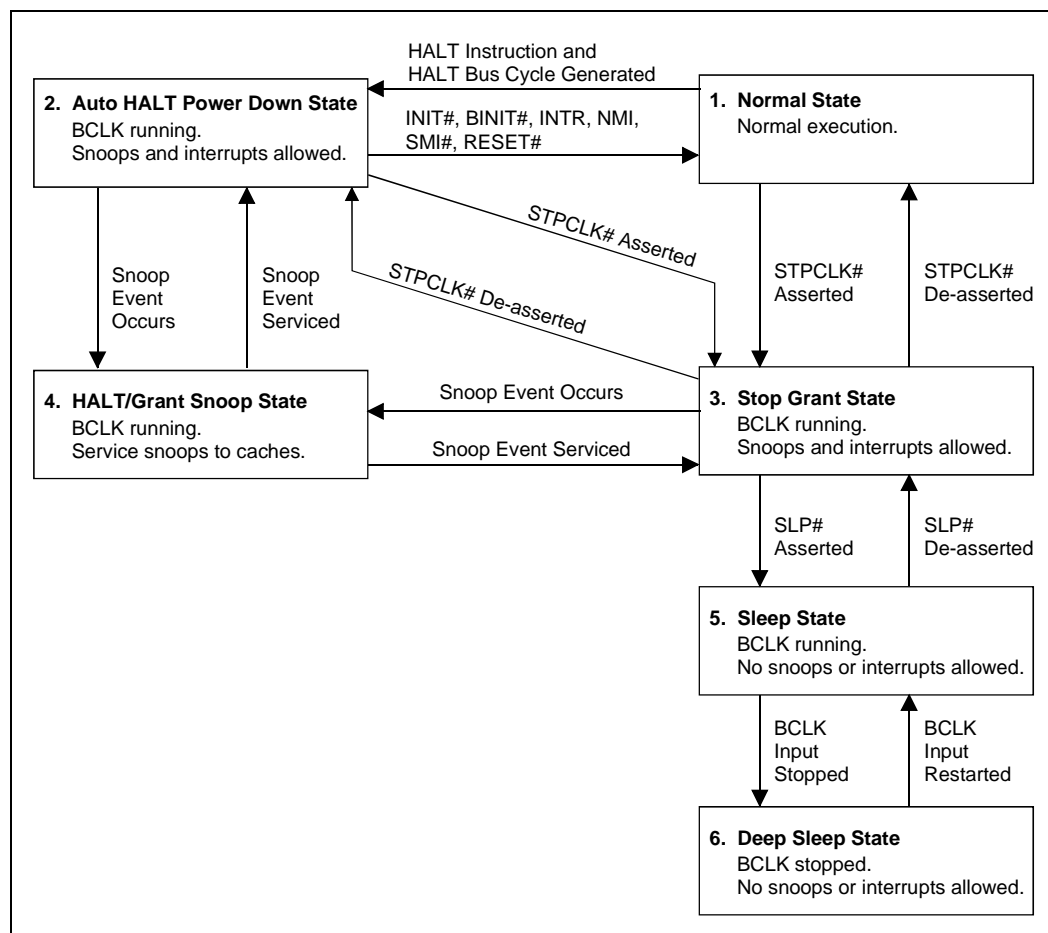 HALT Instruction and
HALT Bus Cycle Generated
2. Auto HALT Power Down State
BCLK running.
Snoops and interrupts allowed.
INIT#, BINIT#, INTR, NMI,
SMI#, RESET#
1. Normal State
Normal execution.
STPCLK# Asserted
STPCLK# De-asserted
Snoop
Event
Occurs
Snoop
Event
Serviced
STPCLK#
Asserted
STPCLK#
De-asserted
4. HALT/Grant Snoop State
BCLK running.
Service snoops to caches.
Snoop Event Occurs
Snoop Event Serviced
3. Stop Grant State
BCLK running.
Snoops and interrupts allowed.
SLP#
Asserted
SLP#
De-asserted
5. Sleep State
BCLK running.
No snoops or interrupts allowed.
BCLK
Input
Stopped
BCLK
Input
Restarted
6. Deep Sleep State
BCLK stopped.
No snoops or interrupts allowed.